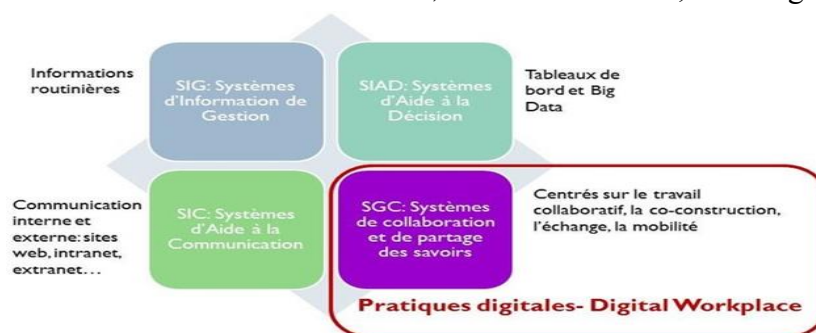 Informations
routinières
SIG: Systèmes
d'Information de
Gestion
SIAD: Systèmes
d'Aide à la
Décision
Tableaux de
bord et Big
Data
Communication
interne et
externe: sites
web, intranet,
extranet…
SIC: Systèmes
d'Aide à la
Communication
SGC: Systèmes
de collaboration
et de partage
des savoirs
Centrés sur le travail
collaboratif, la co-construction,
l'échange, la mobilité
Pratiques digitales- Digital Workplace